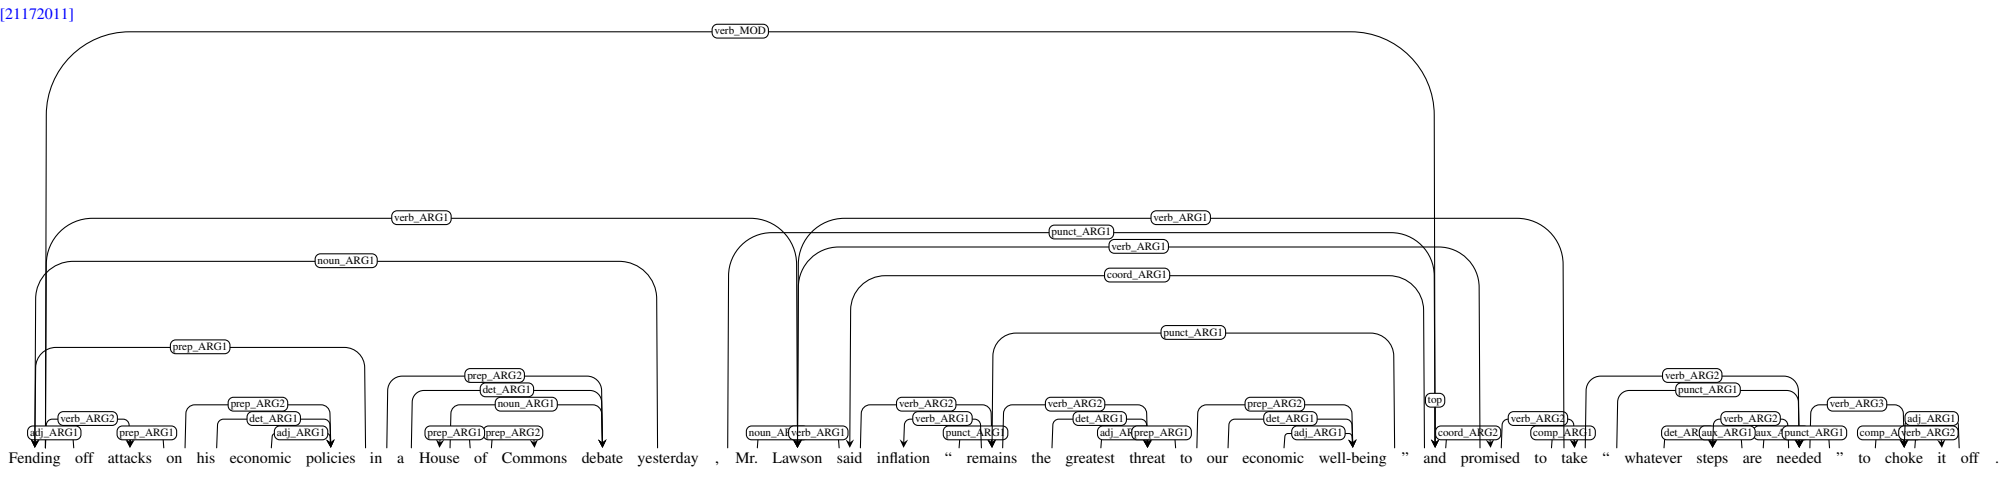 [21172011]
verb_MOD
verb_ARG1 verb_ARG1
punct_ARG1
verb_ARG1
noun_ARG1
coord_ARG1
punct_ARG1
prep_ARG1
prep_ARG2 verb_ARG2
det_ARG1 punct_ARG1
top
prep_ARG2 noun_ARG1 verb_ARG2 verb_ARG2 prep_ARG2 verb_ARG3
verb_ARG2 det_ARG1 verb_ARG1 det_ARG1 det_ARG1 verb_ARG2 verb_ARG2 adj_ARG1
adj_ARG1 prep_ARG1 adj_ARG1 prep_ARG1 prep_ARG2 verb_ARG1 punct_ARG1 prep_ARG1 adj_ARG1 coord_ARG2 comp_ARG1 aux_ARG1 punct_ARG1 verb_ARG2
Fending off attacks on his economic policies in a House of Commons debate yesterday , Mr. Lawson said inflation “ remains the greatest threat to our economic well-being ” and promised to take “ whatever steps are needed ” to choke it off .